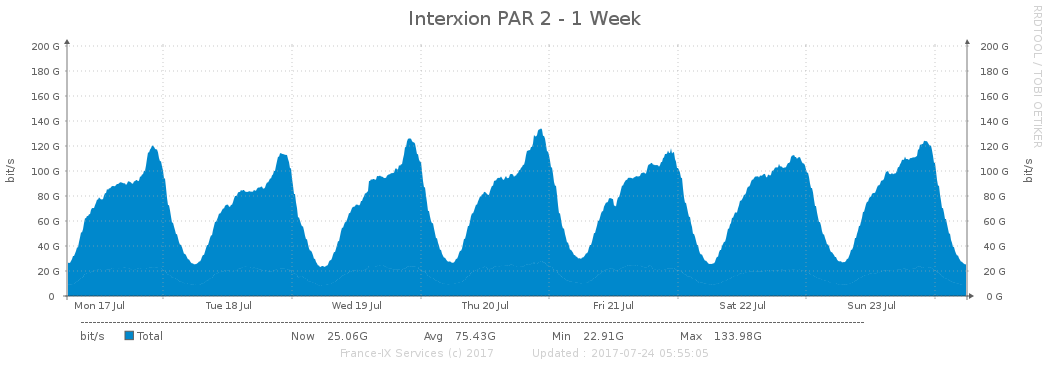 Interxion PAR 2 - 1 Week
RRDTOOL / TOBI OETIKER
200 G 200 G
180 G 180 G
160 G 160 G
140 G 140 G
120 G 120 G
100 G 100 G
80 G 80 G
60 G 60 G
40 G 40 G
20 G 20 G
0 0 G
bit/s bit/s
Mon 17 Jul Tue 18 Jul Wed 19 Jul Thu 20 Jul Fri 21 Jul Sat 22 Jul Sun 23 Jul
bit/s Total Now 25.06G Avg 75.43G Min 22.91G Max 133.98G
France-IX Services (c) 2017 Updated : 2017-07-24 05:55:05